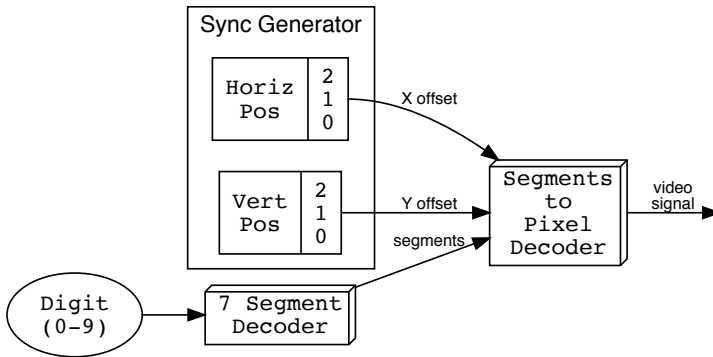 Sync Generator
Horiz
Pos
2
1
0
X offset
Vert
Pos
2
1
0
Y offset
segments
Segments
to
Pixel
Decoder
video
signal
Digit
(0-9)
7 Segment
Decoder